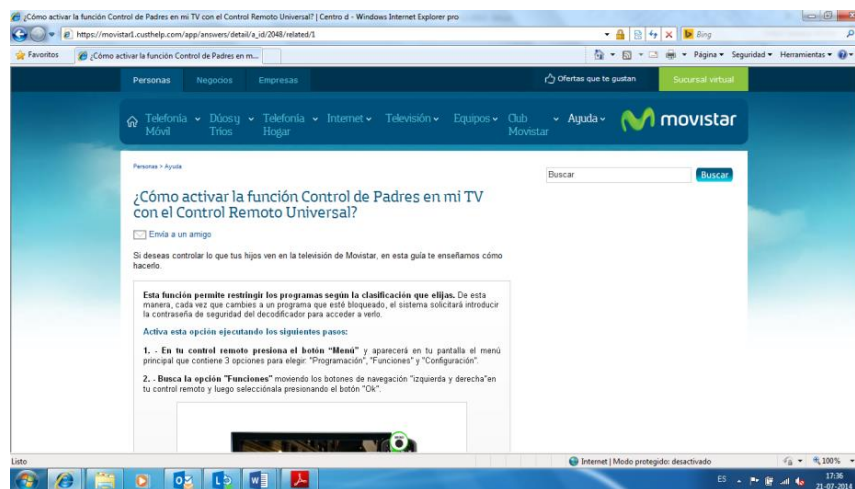 ¿Cómo activar la función Control de Padres en mi TV con el Control Remoto Universal? | Centro d - Windows Internet Explorer pro
https://movistar1.custhelp.com/app/answers/detail/a_id/2048/related/1
Bing
Favoritos
¿Cómo activar la función Control de Padres en m...
Página
Seguridad
Herramientas
Personas
Negocios
Empresas
Ofertas que te gustan
Sucursal virtual
Telefonía
Móvil
Dúos y
Tríos
Telefonía
Hogar
Internet
Televisión
Equipos
Club
Movistar
Ayuda
movistar
Personas > Ayuda
Buscar
Buscar
¿Cómo activar la función Control de Padres en mi TV
con el Control Remoto Universal?
Envía a un amigo
Si deseas controlar lo que tus hijos ven en la televisión de Movistar, en esta guía te enseñamos cómo
hacerlo.
Esta función permite restringir los programas según la clasificación que elijas. De esta
manera, cada vez que cambies a un programa que esté bloqueado, el sistema solicitará introducir
la contraseña de seguridad del decodificador para acceder a verlo.
Activa esta opción ejecutando los siguientes pasos:
1. - En tu control remoto presiona el botón “Menú” y aparecerá en tu pantalla el menú
principal que contiene 3 opciones para elegir: "Programación", "Funciones" y "Configuración".
2. - Busca la opción "Funciones" moviendo los botones de navegación "izquierda y derecha"en
tu control remoto y luego selecciónala presionando el botón "Ok".
Listo
Internet | Modo protegido: desactivado
100%
ES
17:36
21-07-2014